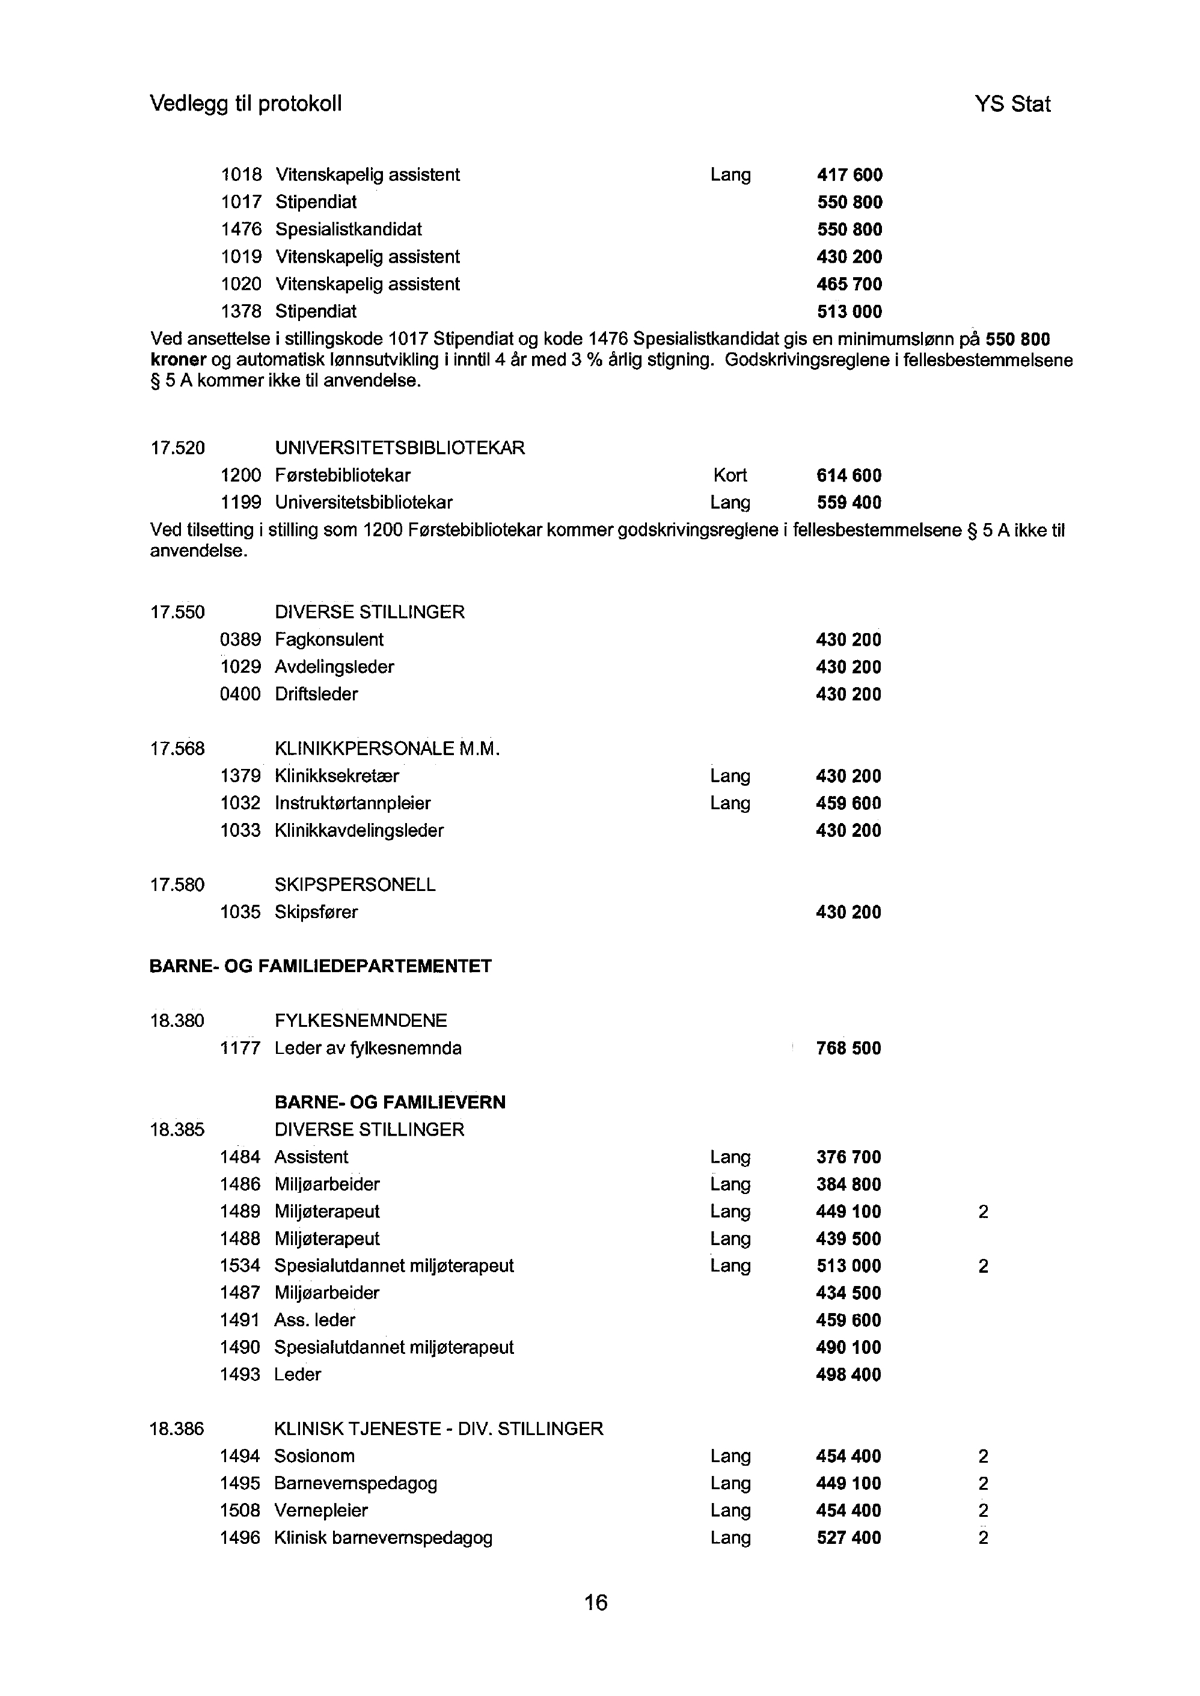 Vedlegg til protokoll YS Stat
1018 Vitenskapelig assistent Lang 417 600
1017 Stipendiat 550 800
1476 Spesialistkandidat 550 800
1019 Vitenskapelig assistent 430 200
1020 Vitenskapelig assistent 465 700
1378 Stipendiat 513 000
Ved ansettelse i stillingskode 1017 Stipendiat og kode 1476 Spesialistkandidat gis en minimumslønn på 550 800
kroner og automatisk lønnsutvikling i inntil 4 år med 3 % årlig stigning. Godskrivingsreglene i fellesbestemmelsene
§ 5 A kommer ikke til anvendelse.
17.520 UNIVERSITETSBIBLIOTEKAR
1200 Førstebibliotekar Kort 614 600
1199 Universitetsbibliotekar Lang 559 400
Ved tilsetting i stilling som 1200 Førstebibliotekar kommer godskrivingsreglene i fellesbestemmelsene § 5 A ikke til
anvendelse.
17.550 DIVERSE STILLINGER
0389 Fagkonsulent 430 200
1029 Avdelingsleder 430 200
0400 Driftsleder 430 200
17.568 KLINIKKPERSONALE M.M.
1379 Klinikksekretær Lang 430 200
1032 Instruktørtannpleier Lang 459 600
1033 Klinikkavdelingsleder 430 200
17.580 SKIPSPERSONELL
1035 Skipsfører 430 200
BARNE- OG FAMILIEDEPARTEMENTET
18.380 FYLKESNEMNDENE
1177 Leder av fylkesnemnda 768 500
BARNE- OG FAMILIEVERN
18.385 DIVERSE STILLINGER
1484 Assistent Lang 376 700
1486 Miljøarbeider Lang 384 800
1489 Miljøterapeut Lang 449 100 2
1488 Miljøterapeut Lang 439 500
1534 Spesialutdannet miljøterapeut Lang 513 000 2
1487 Miljøarbeider 434 500
1491 Ass. leder 459 600
1490 Spesialutdannet miljøterapeut 490 100
1493 Leder 498 400
18.386 KLINISK TJENESTE - DIV. STILLINGER
1494 Sosionom Lang 454 400 2
1495 Barnevernspedagog Lang 449 100 2
1508 Vernepleier Lang 454 400 2
1496 Klinisk barnevernspedagog Lang 527 400 2
16